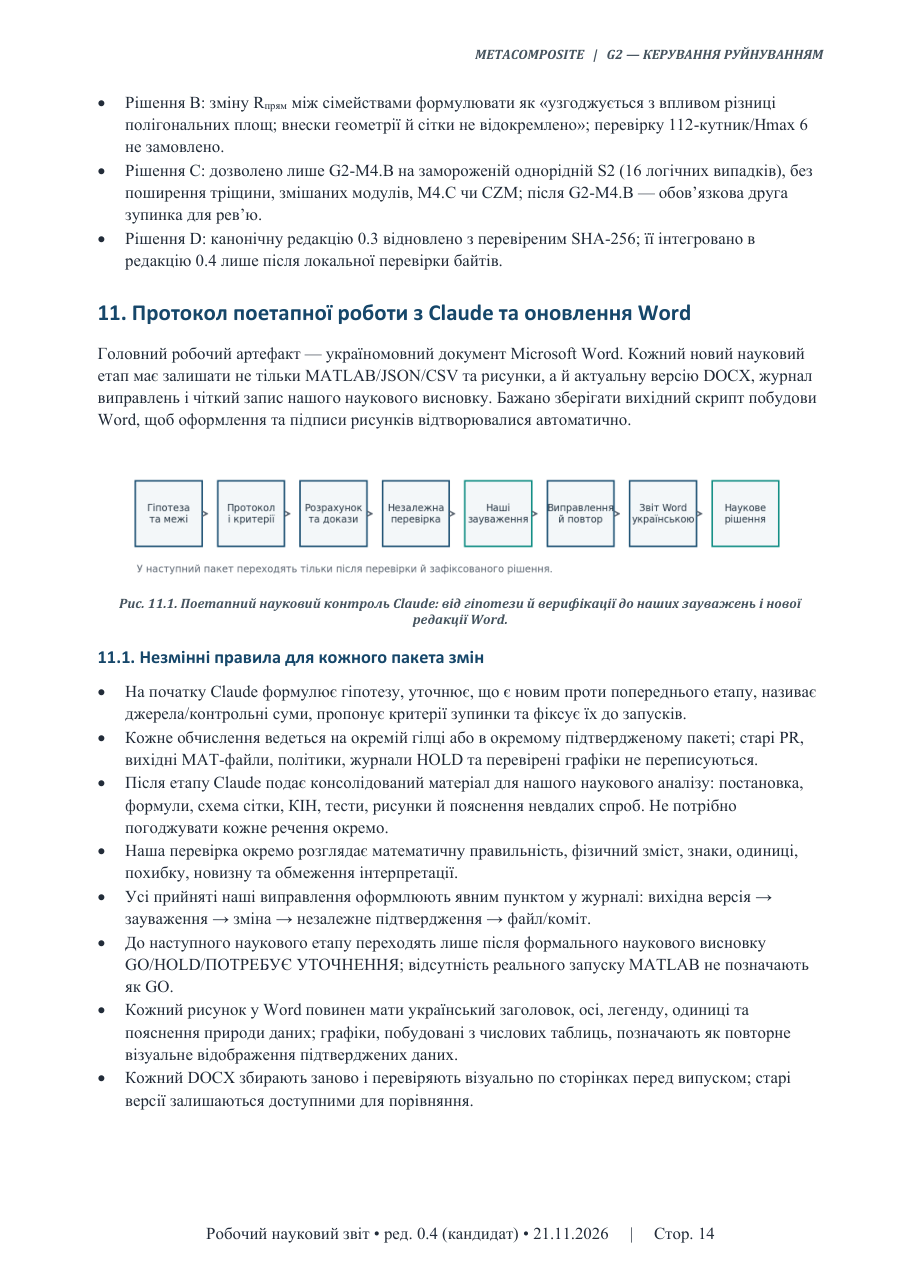 METACOMPOSITE | G2 — КЕРУВАННЯ РУЙНУВАННЯМ
• Рішення B: зміну Rпрям між сімействами формулювати як «узгоджується з впливом різниці
полігональних площ; внески геометрії й сітки не відокремлено»; перевірку 112-кутник/Hmax 6
не замовлено.
• Рішення C: дозволено лише G2-M4.B на замороженій однорідній S2 (16 логічних випадків), без
поширення тріщини, змішаних модулів, M4.C чи CZM; після G2-M4.B — обов’язкова друга
зупинка для рев’ю.
• Рішення D: канонічну редакцію 0.3 відновлено з перевіреним SHA-256; її інтегровано в
редакцію 0.4 лише після локальної перевірки байтів.
11. Протокол поетапної роботи з Claude та оновлення Word
Головний робочий артефакт — україномовний документ Microsoft Word. Кожний новий науковий
етап має залишати не тільки MATLAB/JSON/CSV та рисунки, а й актуальну версію DOCX, журнал
виправлень і чіткий запис нашого наукового висновку. Бажано зберігати вихідний скрипт побудови
Word, щоб оформлення та підписи рисунків відтворювалися автоматично.
Гіпотеза
та межі
Протокол
і критерії
Розрахунок
та докази
Незалежна
перевірка
Наші
зауваження
Виправлення
й повтор
Звіт Word
українською
Наукове
рішення
У наступний пакет переходять тільки після перевірки й зафіксованого рішення.
Рис. 11.1. Поетапний науковий контроль Claude: від гіпотези й верифікації до наших зауважень і нової
редакції Word.
11.1. Незмінні правила для кожного пакета змін
• На початку Claude формулює гіпотезу, уточнює, що є новим проти попереднього етапу, називає
джерела/контрольні суми, пропонує критерії зупинки та фіксує їх до запусків.
• Кожне обчислення ведеться на окремій гілці або в окремому підтвердженому пакеті; старі PR,
вихідні MAT-файли, політики, журнали HOLD та перевірені графіки не переписуються.
• Після етапу Claude подає консолідований матеріал для нашого наукового аналізу: постановка,
формули, схема сітки, КІН, тести, рисунки й пояснення невдалих спроб. Не потрібно
погоджувати кожне речення окремо.
• Наша перевірка окремо розглядає математичну правильність, фізичний зміст, знаки, одиниці,
похибку, новизну та обмеження інтерпретації.
• Усі прийняті наші виправлення оформлюють явним пунктом у журналі: вихідна версія →
зауваження → зміна → незалежне підтвердження → файл/коміт.
• До наступного наукового етапу переходять лише після формального наукового висновку
GO/HOLD/ПОТРЕБУЄ УТОЧНЕННЯ; відсутність реального запуску MATLAB не позначають
як GO.
• Кожний рисунок у Word повинен мати український заголовок, осі, легенду, одиниці та
пояснення природи даних; графіки, побудовані з числових таблиць, позначають як повторне
візуальне відображення підтверджених даних.
• Кожний DOCX збирають заново і перевіряють візуально по сторінках перед випуском; старі
версії залишаються доступними для порівняння.
Робочий науковий звіт • ред. 0.4 (кандидат) • 21.11.2026 | Стор. 14